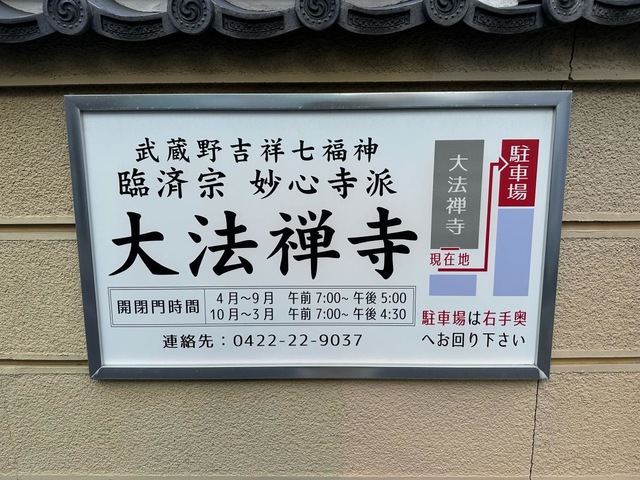 武蔵野吉祥七福神
臨済宗 妙心寺派
大法禅寺
開閉門時間
4月～9月 午前7:00～午後5:00
10月～3月 午前7:00～午後4:30
連絡先：0422-22-9037
大法禅寺
駐車場
現在地
駐車場は右手奥
へお回り下さい